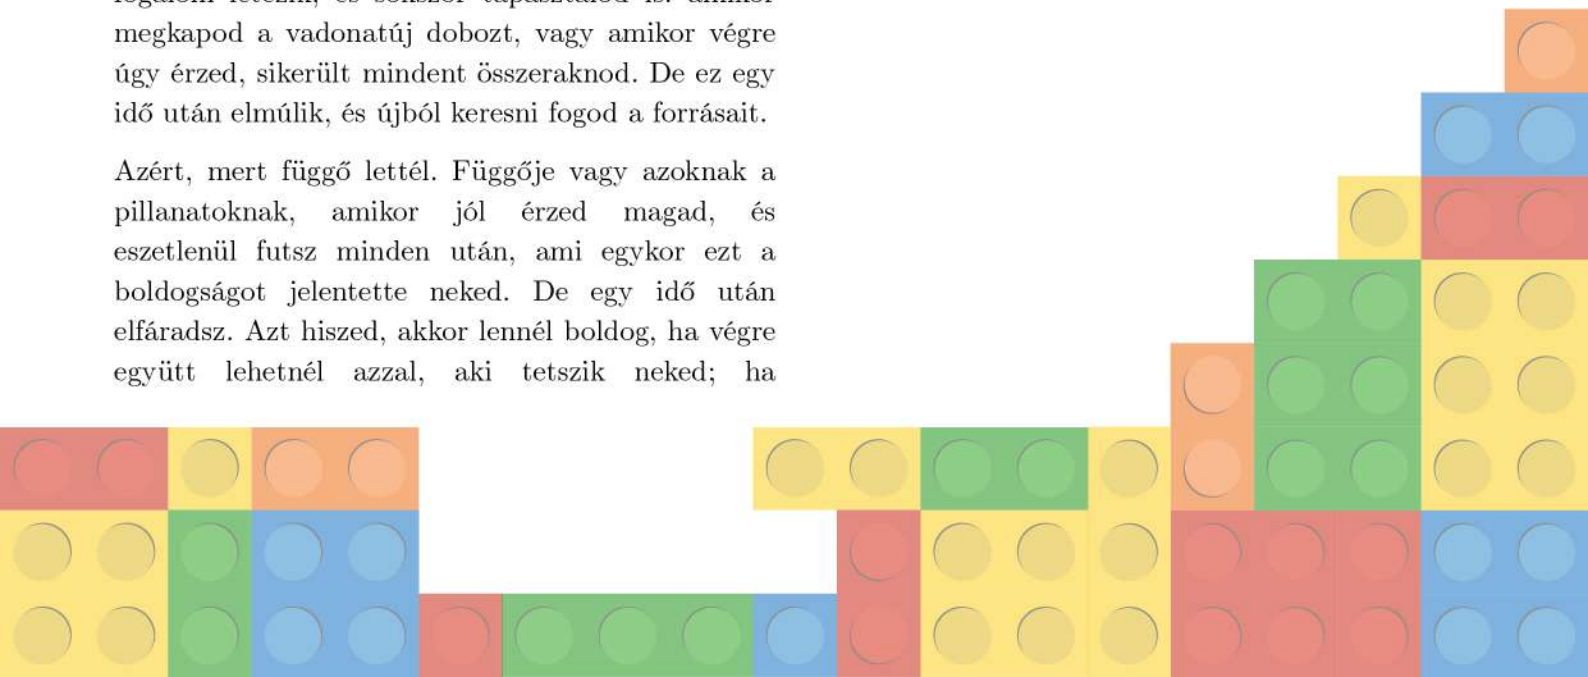 megkapod a vadonatúj dobozt, vagy amikor végre
úgy érzed, sikerült mindent összeraknod. De ez egy
idő után elmúlik, és újból keresni fogod a forrásait.
Azért, mert függő lettél. Függője vagy azoknak a
pillanatoknak, amikor jól érzed magad, és
eszetlenül futsz minden után, ami egykor ezt a
boldogságot jelentette neked. De egy idő után
elfáradsz. Azt hiszed, akkor lennél boldog, ha végre
együtt lehetnél azzal, aki tetszik neked; ha